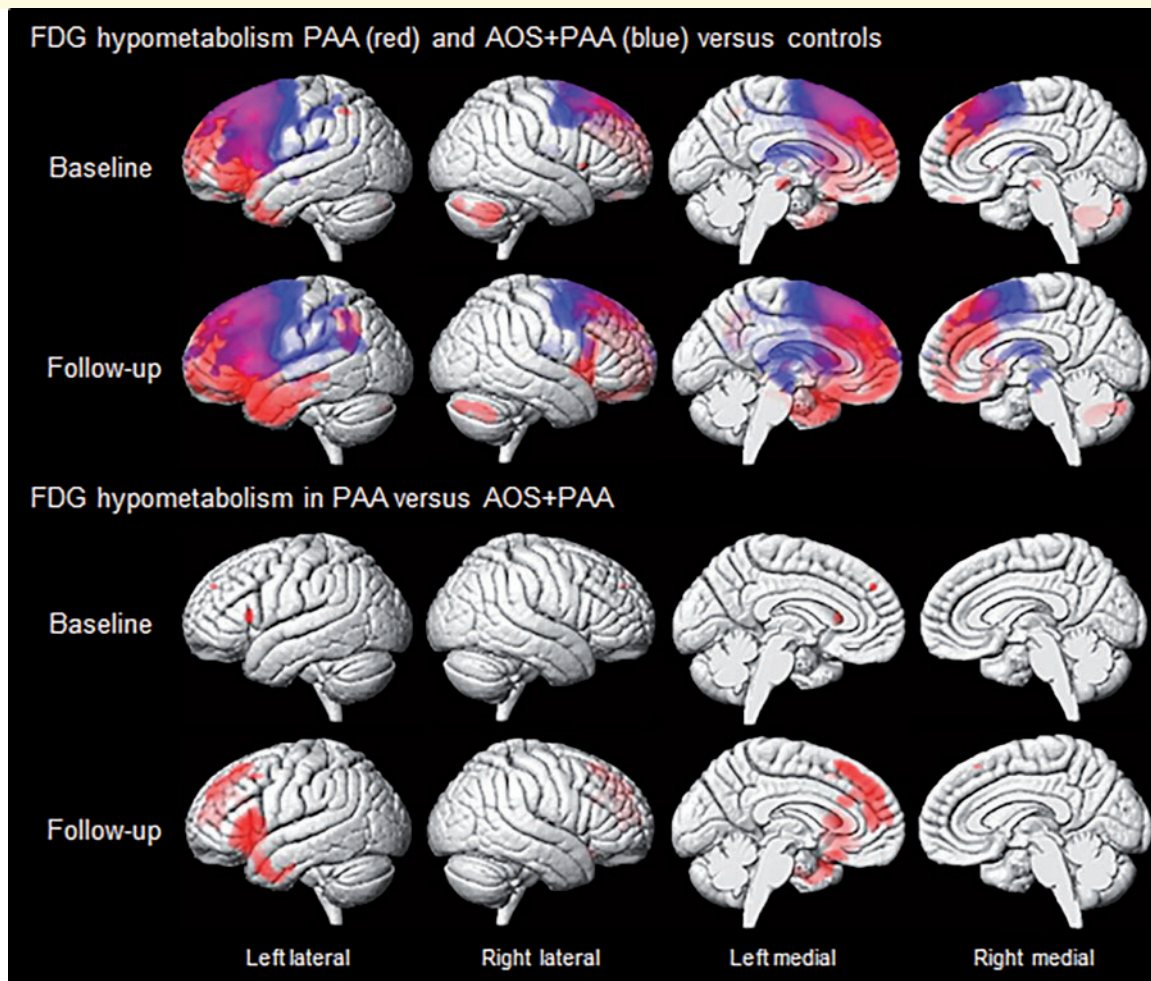 FDG hypometabolism PAA (red) and AOS+PAA (blue) versus controls
Baseline
Follow-up
FDG hypometabolism in PAA versus AOS+PAA
Baseline
Follow-up
Left lateral Right lateral Left medial Right medial